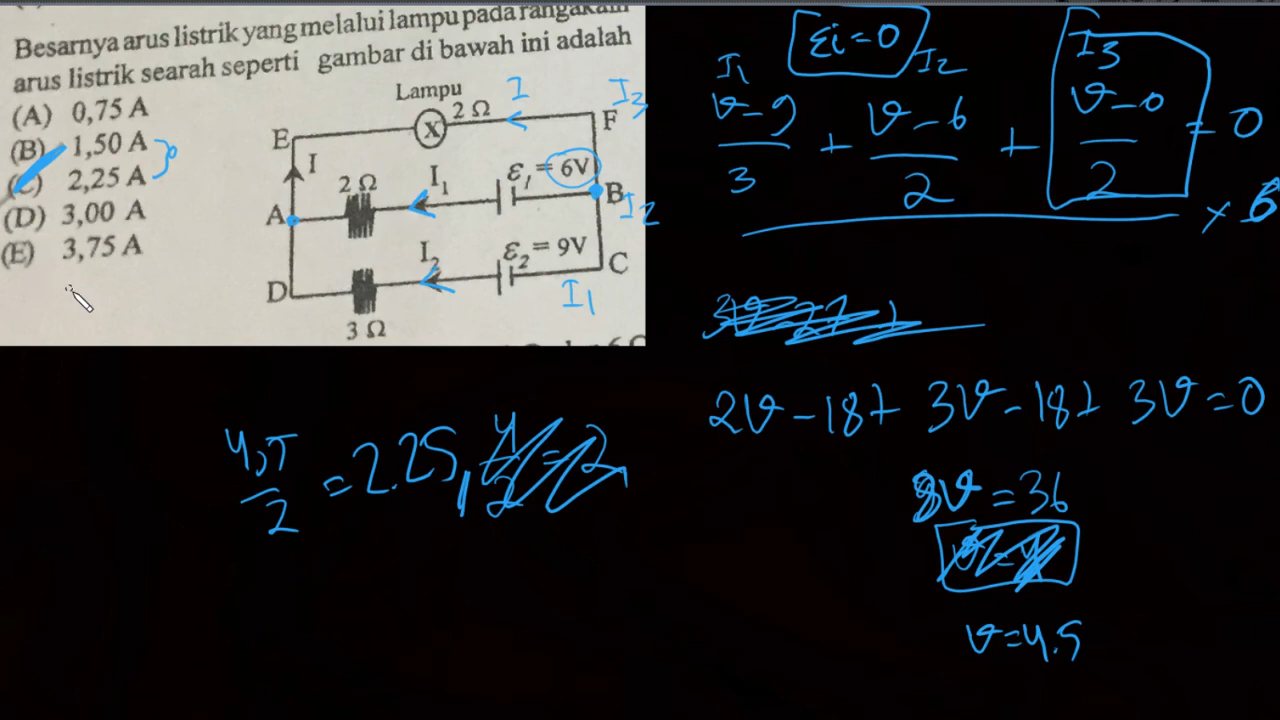 Besarnya arus listrik yang melalui lampu pada rangkaian
arus listrik searah seperti gambar di bawah ini adalah
(A) 0,75 A
(B) 1,50 A
(C) 2,25 A
(D) 3,00 A
(E) 3,75 A
Lampu
2 Ω
I
I3
E
X
F
I
2 Ω
I1
ε1 = 6V
A
B
I2
I2
ε2 = 9V
C
D
3 Ω
I1
Σi=0
I1 I2 I3
v-9/3 + v-6/2 + v-0/2 = 0
× 6
2v - 18 + 3v - 18 + 3v = 0
8v = 36
v=4.5
4,5/2 = 2.25